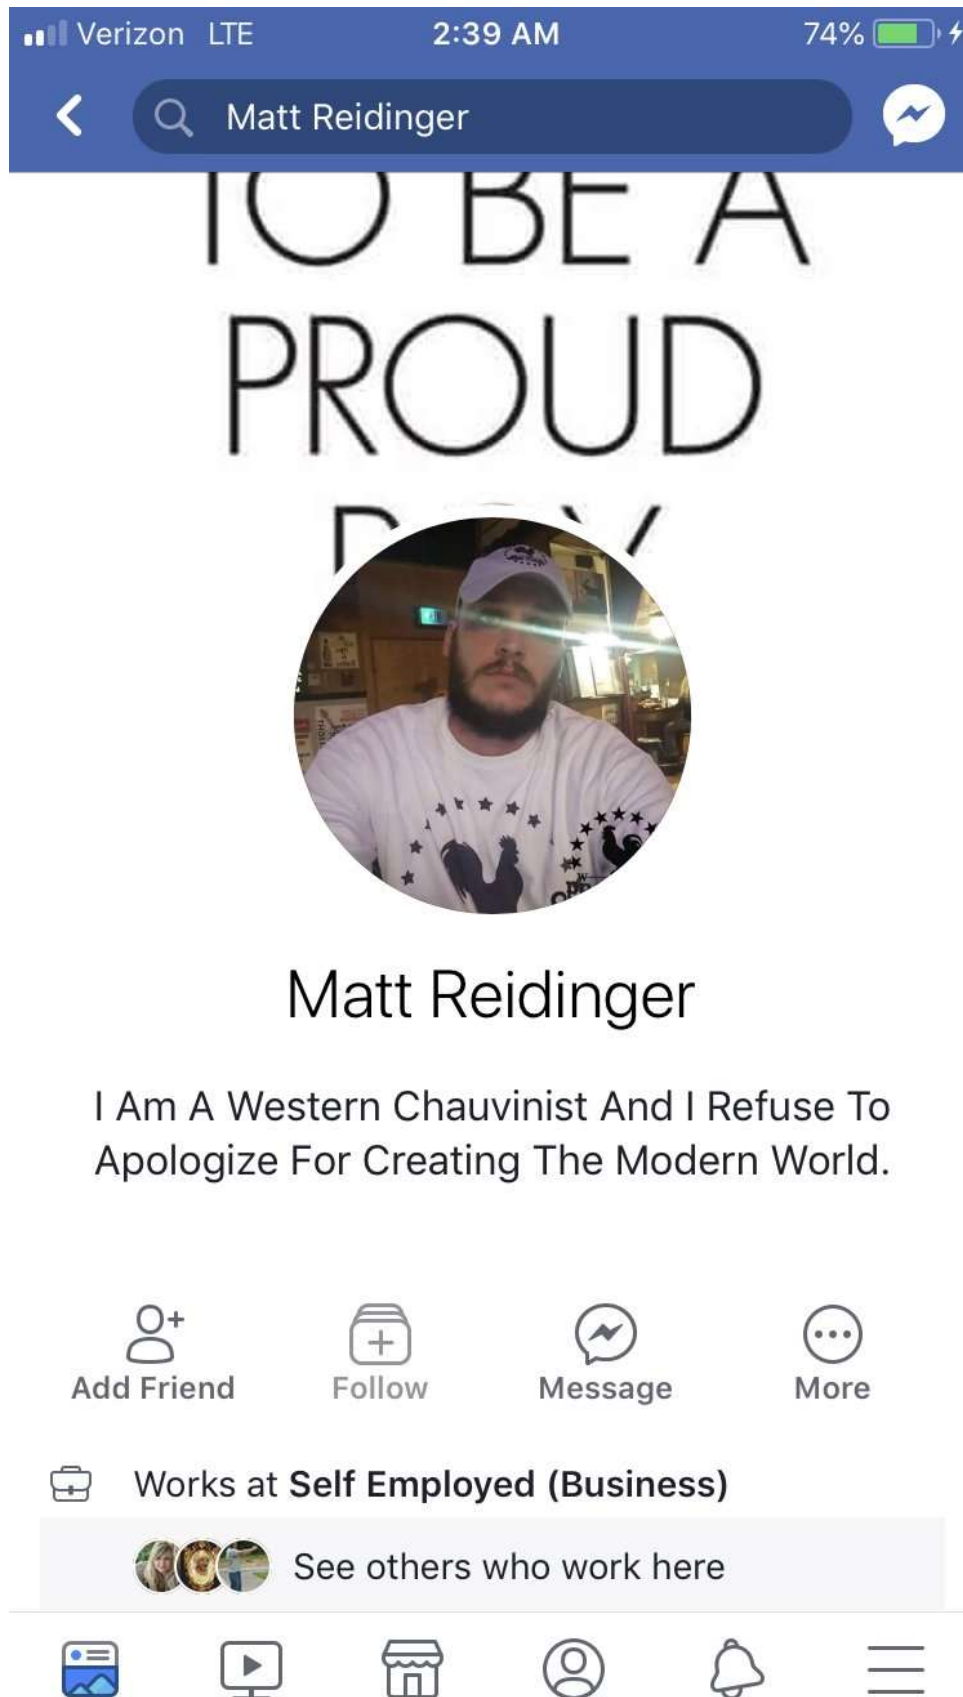 Verizon LTE 2:39 AM 74%
Matt Reidinger
TO BE A
PROUD
Matt Reidinger
I Am A Western Chauvinist And I Refuse To
Apologize For Creating The Modern World.
Add Friend Follow Message More
Works at Self Employed (Business)
See others who work here